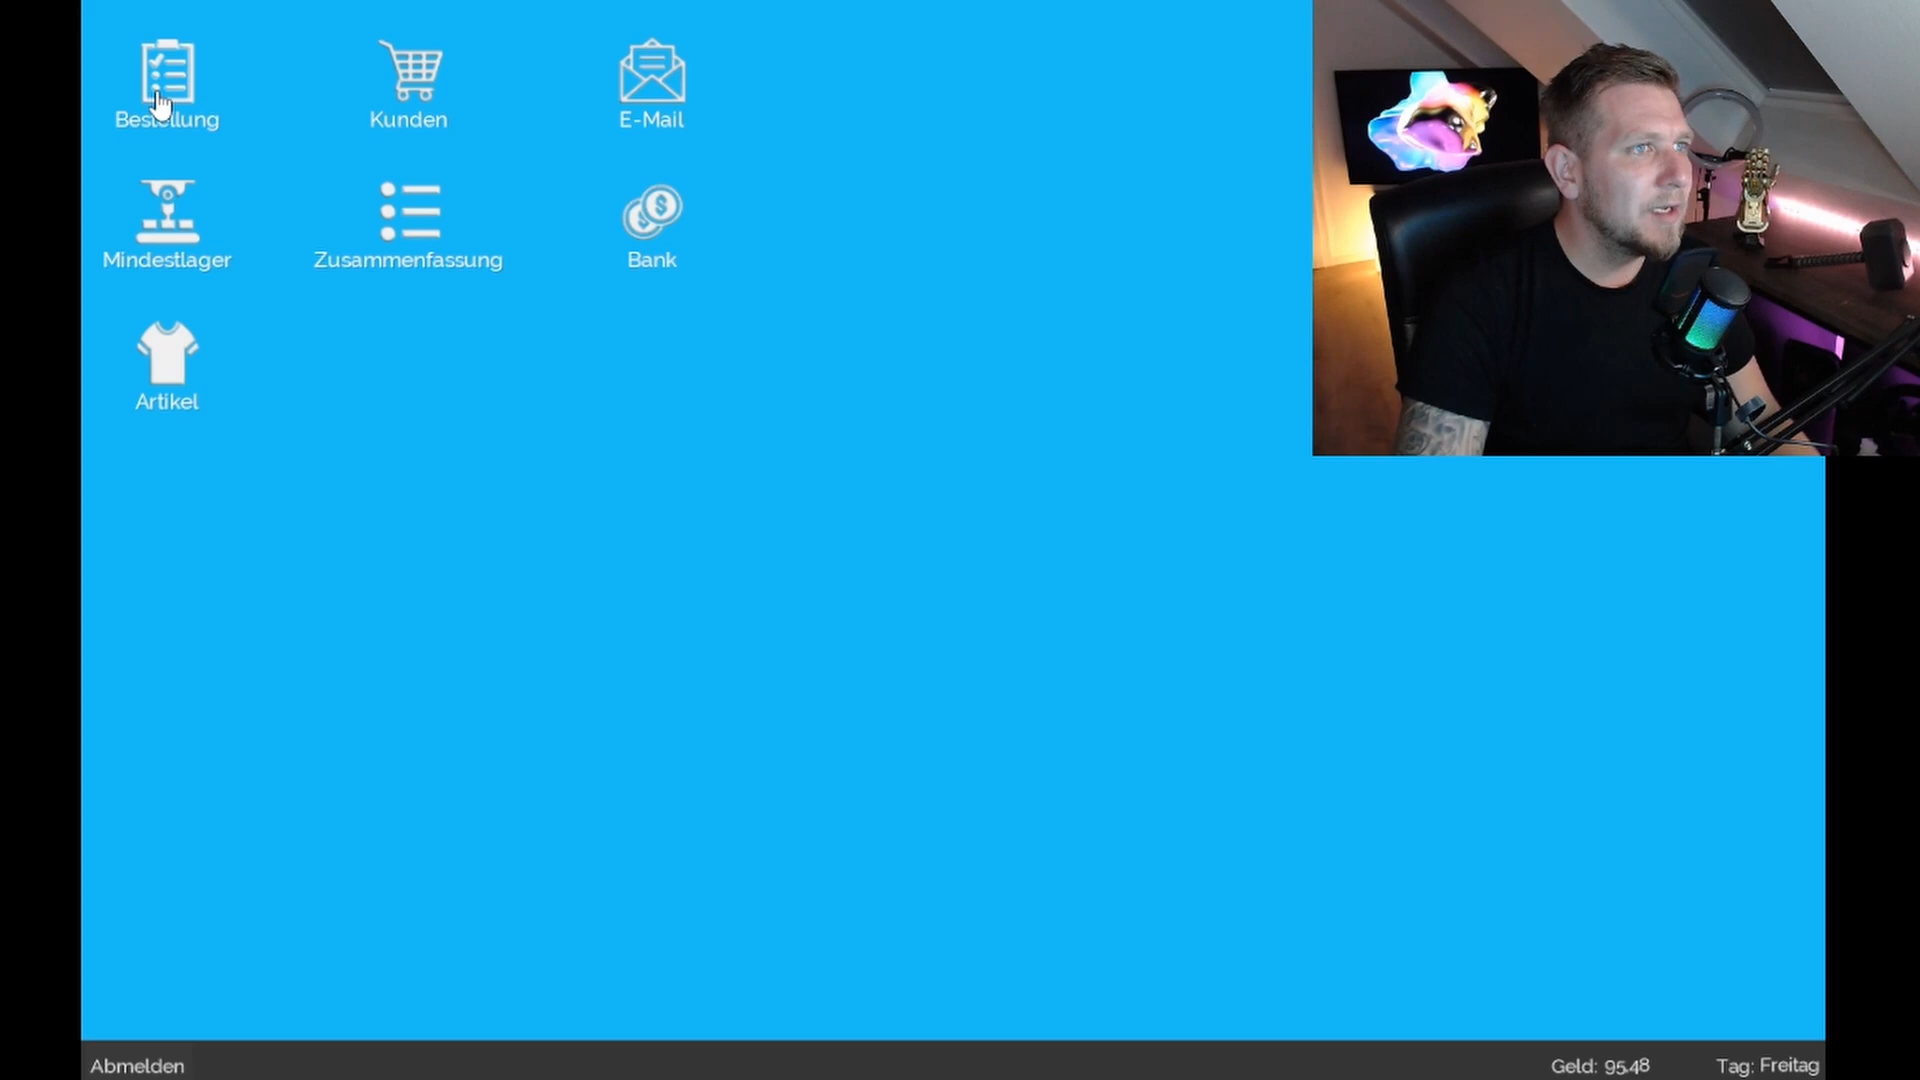 Bestellung
Kunden
E-Mail
Mindestlager
Zusammenfassung
Bank
Artikel
Abmelden
Geld: 95.48
Tag: Freitag